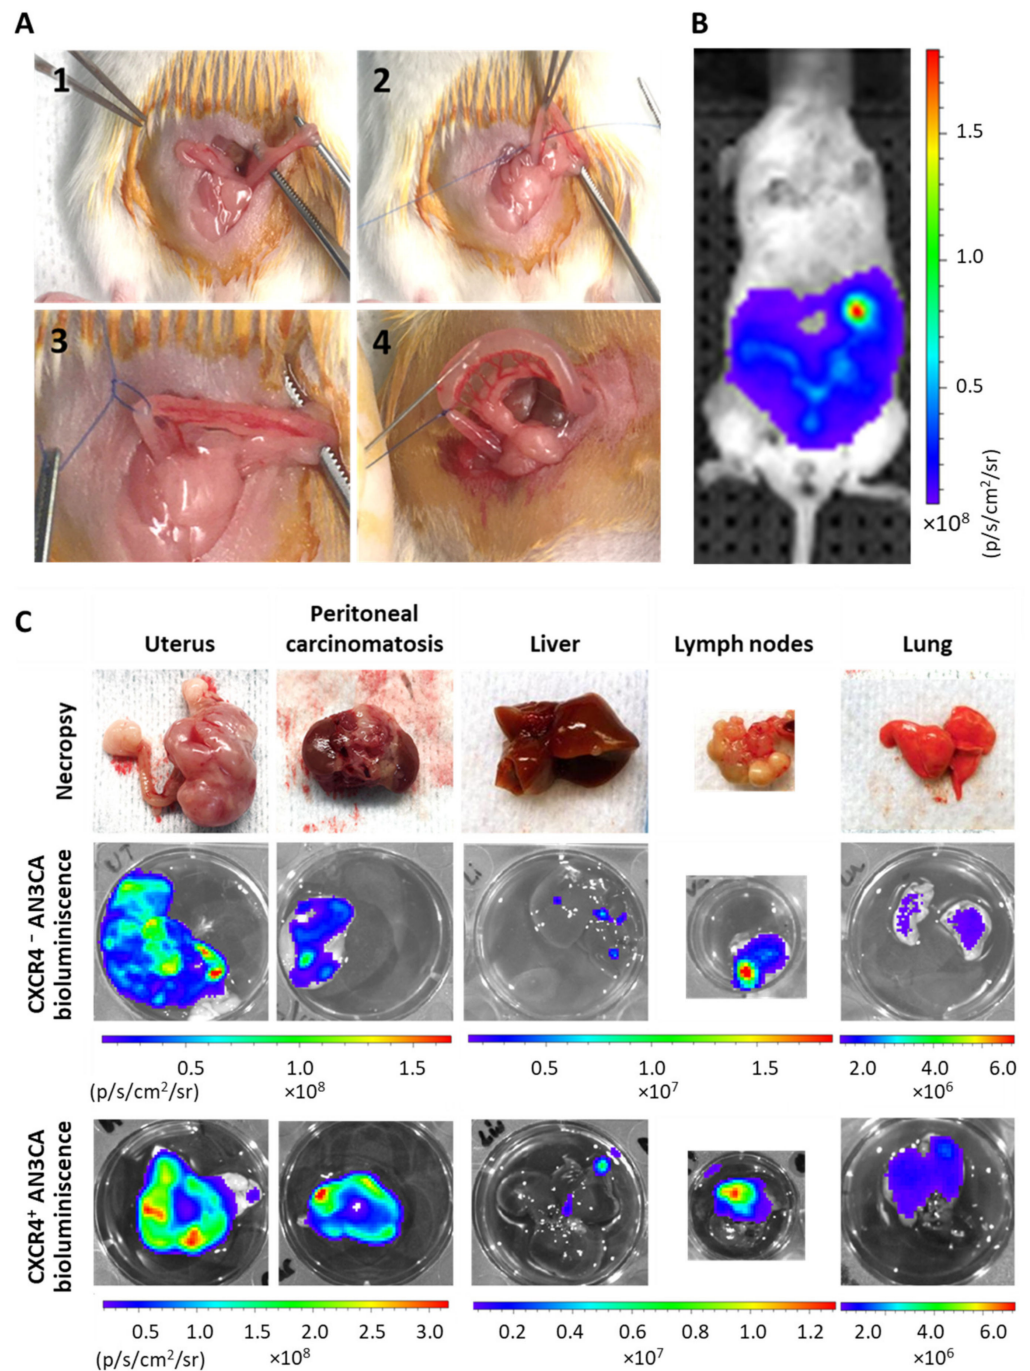 A
B
1
2
3
4
1.5
1.0
0.5
×10⁸
(p/s/cm²/sr)
C
Uterus
Peritoneal
carcinomatosis
Liver
Lymph nodes
Lung
Necropsy
CXCR4⁻ AN3CA
bioluminiscence
UT
Li
0.5 1.0 1.5
0.5 1.0 1.5
2.0 4.0 6.0
(p/s/cm²/sr) ×10⁸
×10⁷
×10⁶
CXCR4⁺ AN3CA
bioluminiscence
0.5 1.0 2.0 2.5 3.0
0.2 0.4 0.6 0.8 1.0 1.2
2.0 4.0 6.0
(p/s/cm²/sr) ×10⁸
×10⁷
×10⁶